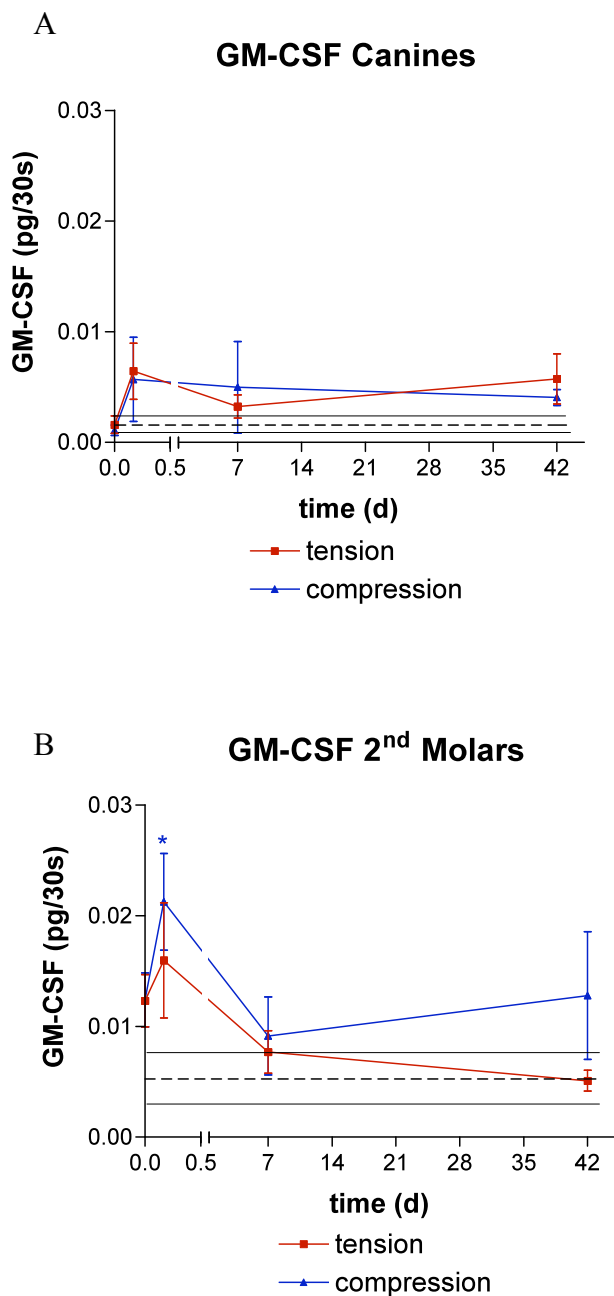 A
GM-CSF Canines
0.03
0.02
0.01
0.00
GM-CSF (pg/30s)
0.0 0.5 7 14 21 28 35 42
time (d)
tension
compression
B
GM-CSF 2nd Molars
0.03
*
0.02
0.01
0.00
GM-CSF (pg/30s)
0.0 0.5 7 14 21 28 35 42
time (d)
tension
compression